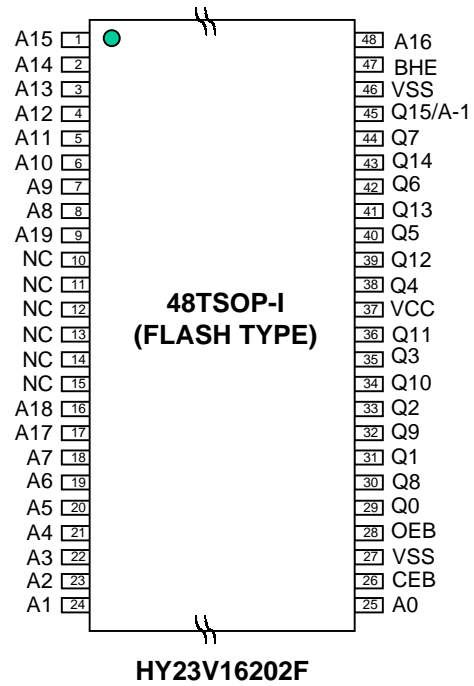 A15 1 48 A16
A14 2 47 BHE
A13 3 46 VSS
A12 4 45 Q15/A-1
A11 5 44 Q7
A10 6 43 Q14
A9 7 42 Q6
A8 8 41 Q13
A19 9 40 Q5
NC 10 39 Q12
NC 11 38 Q4
NC 12 37 VCC
NC 13 36 Q11
NC 14 35 Q3
NC 15 34 Q10
A18 16 33 Q2
A17 17 32 Q9
A7 18 31 Q1
A6 19 30 Q8
A5 20 29 Q0
A4 21 28 OEB
A3 22 27 VSS
A2 23 26 CEB
A1 24 25 A0
48TSOP-I
(FLASH TYPE)
HY23V16202F